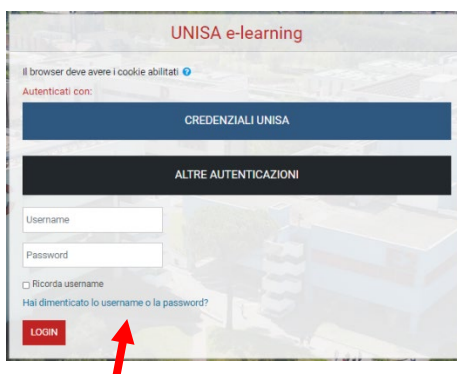 UNISA e-learning
Il browser deve avere i cookie abilitati
Autenticati con:
CREDENZIALI UNISA
ALTRE AUTENTICAZIONI
Username
Password
Ricorda username
Hai dimenticato lo username o la password?
LOGIN